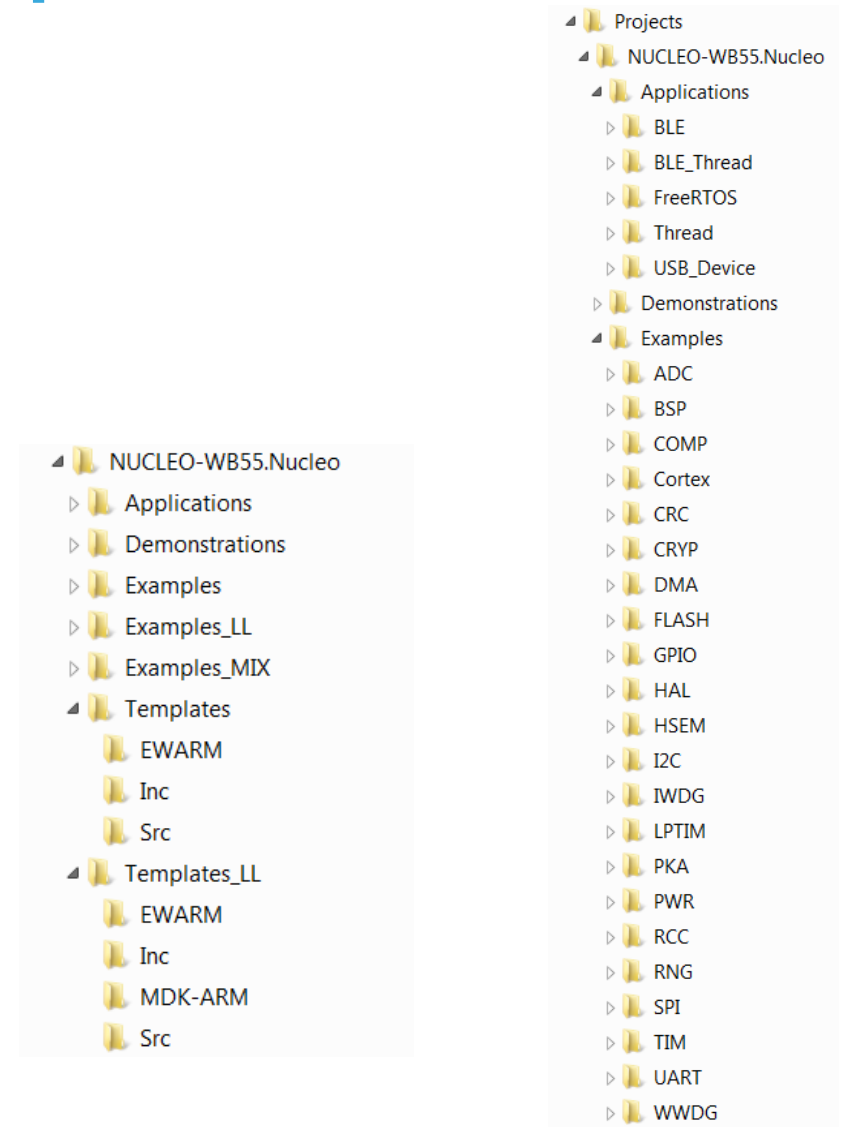 NUCLEO-WB55.Nucleo
Applications
Demonstrations
Examples
Examples_LL
Examples_MIX
Templates
EWARM
Inc
Src
Templates_LL
EWARM
Inc
MDK-ARM
Src
Projects
NUCLEO-WB55.Nucleo
Applications
BLE
BLE_Thread
FreeRTOS
Thread
USB_Device
Demonstrations
Examples
ADC
BSP
COMP
Cortex
CRC
CRYP
DMA
FLASH
GPIO
HAL
HSEM
I2C
IWDG
LPTIM
PKA
PWR
RCC
RNG
SPI
TIM
UART
WWDG